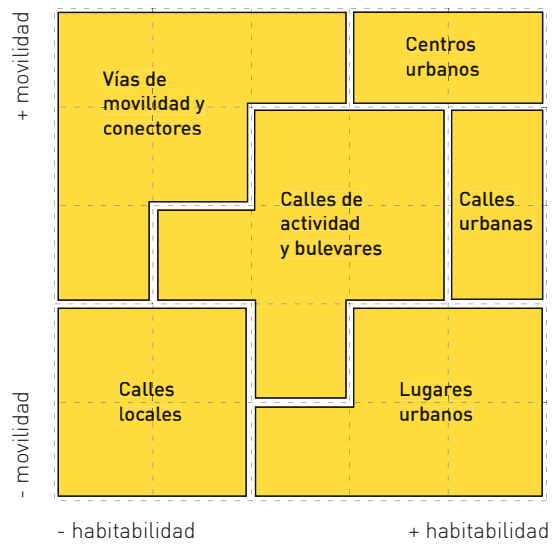 + movilidad
Centros
urbanos
Vías de
movilidad y
conectores
Calles de
actividad
y bulevares
Calles
urbanas
Calles
locales
Lugares
urbanos
- movilidad
- habitabilidad
+ habitabilidad